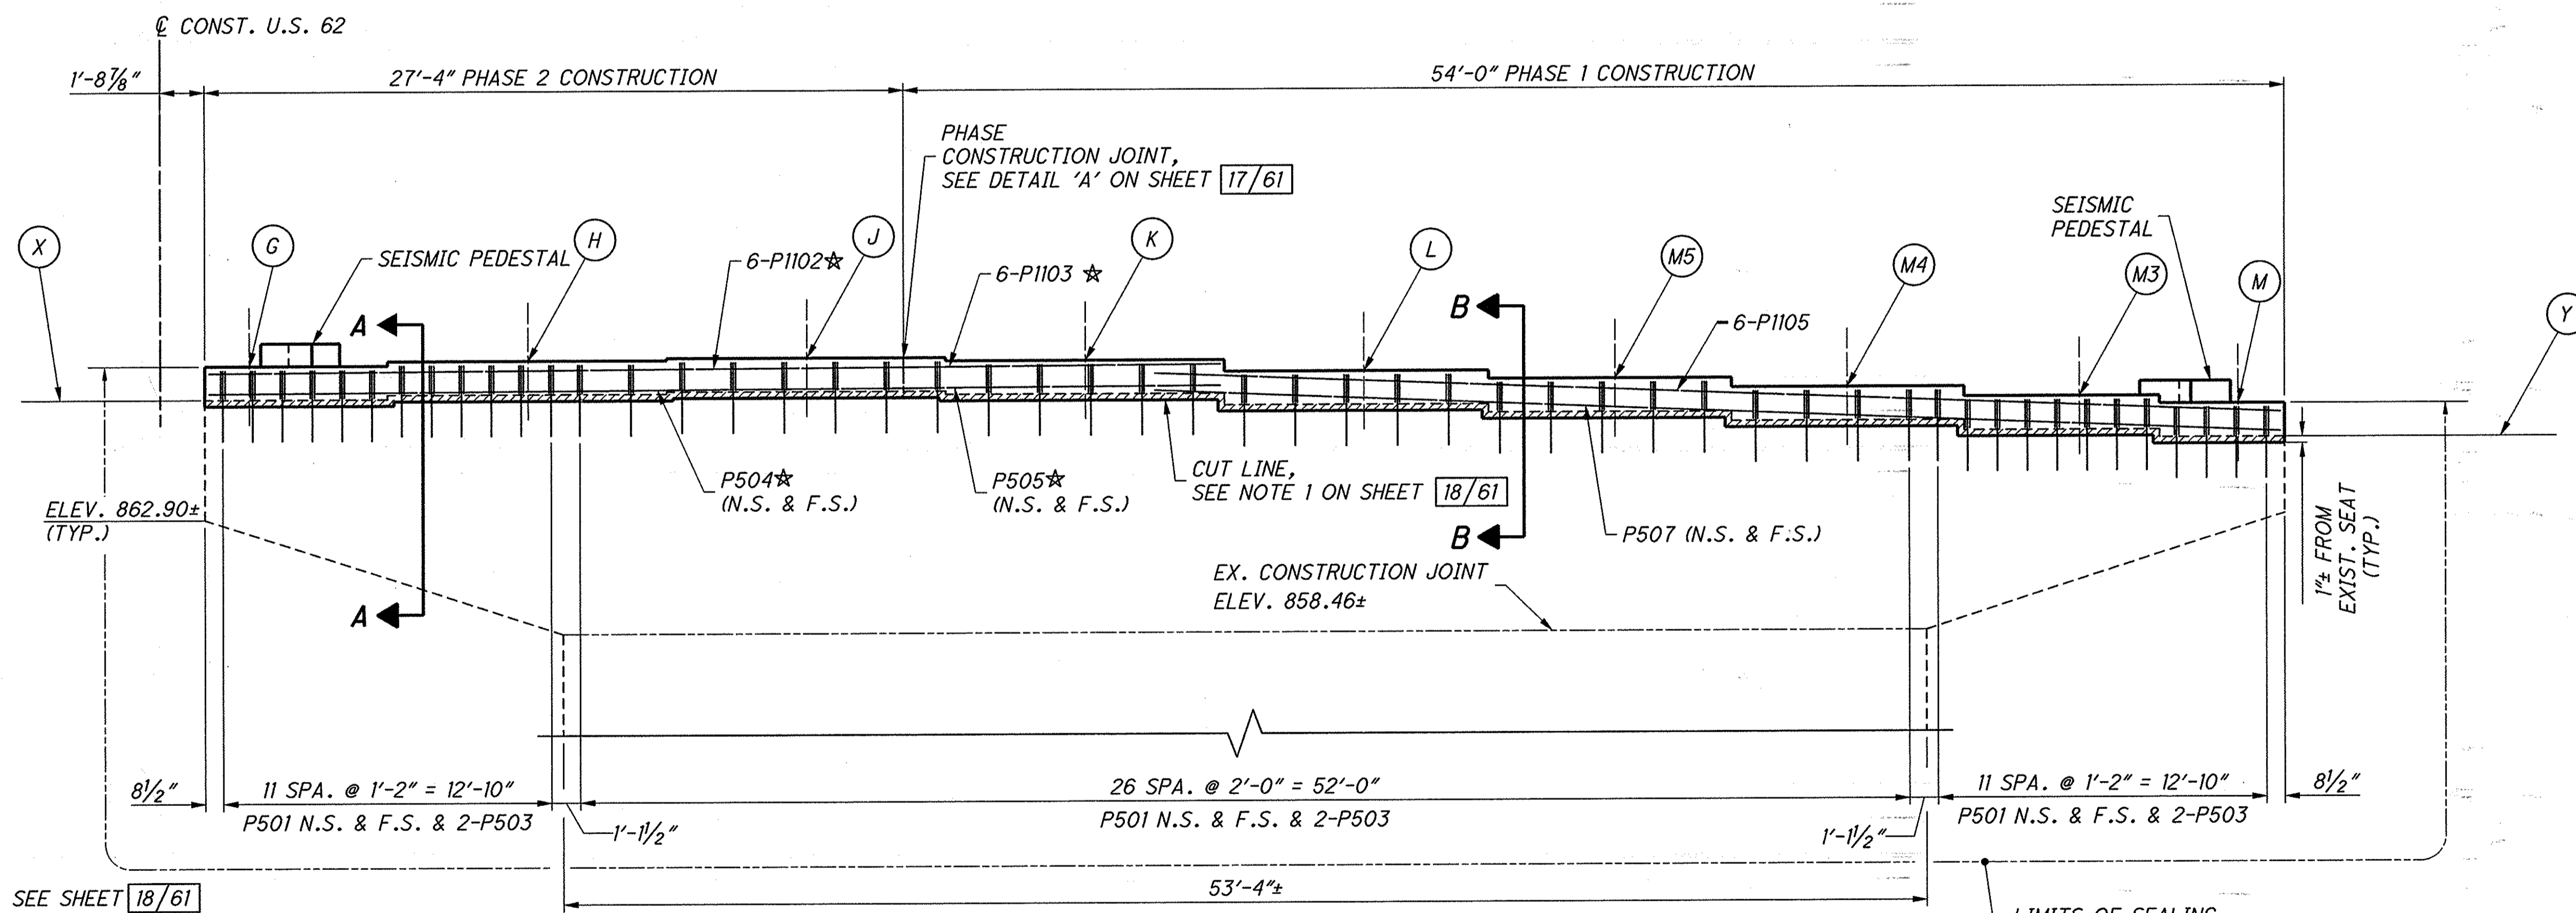 ℄ CONST. U.S. 62
1'-8⅞"
27'-4" PHASE 2 CONSTRUCTION
54'-0" PHASE 1 CONSTRUCTION
PHASE
CONSTRUCTION JOINT,
SEE DETAIL 'A' ON SHEET 17/61
SEISMIC
PEDESTAL
X
G
SEISMIC PEDESTAL
H
6-P1102☆
J
6-P1103 ☆
K
L
M5
M4
M3
M
Y
A
B
6-P1105
P504☆
(N.S. & F.S.)
P505☆
(N.S. & F.S.)
CUT LINE,
SEE NOTE 1 ON SHEET 18/61
ELEV. 862.90±
(TYP.)
B
P507 (N.S. & F.S.)
1"± FROM
EXIST. SEAT
(TYP.)
A
EX. CONSTRUCTION JOINT
ELEV. 858.46±
8½"
11 SPA. @ 1'-2" = 12'-10"
P501 N.S. & F.S. & 2-P503
1'-1½"
26 SPA. @ 2'-0" = 52'-0"
P501 N.S. & F.S. & 2-P503
1'-1½"
11 SPA. @ 1'-2" = 12'-10"
P501 N.S. & F.S. & 2-P503
8½"
53'-4"±
SEE SHEET 18/61
LIMITS OF SEALING